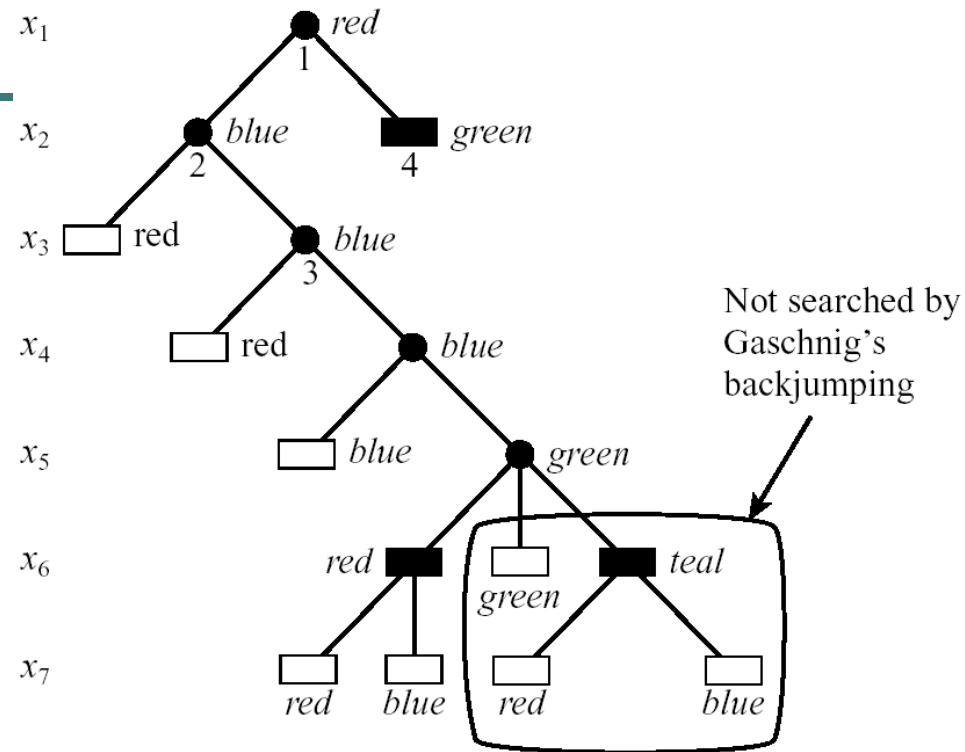 x1 red
1
x2 blue green
2 4
x3 red blue
3
x4 red blue
Not searched by
Gaschnig's
backjumping
x5 blue green
x6 red green teal
x7
red blue red blue